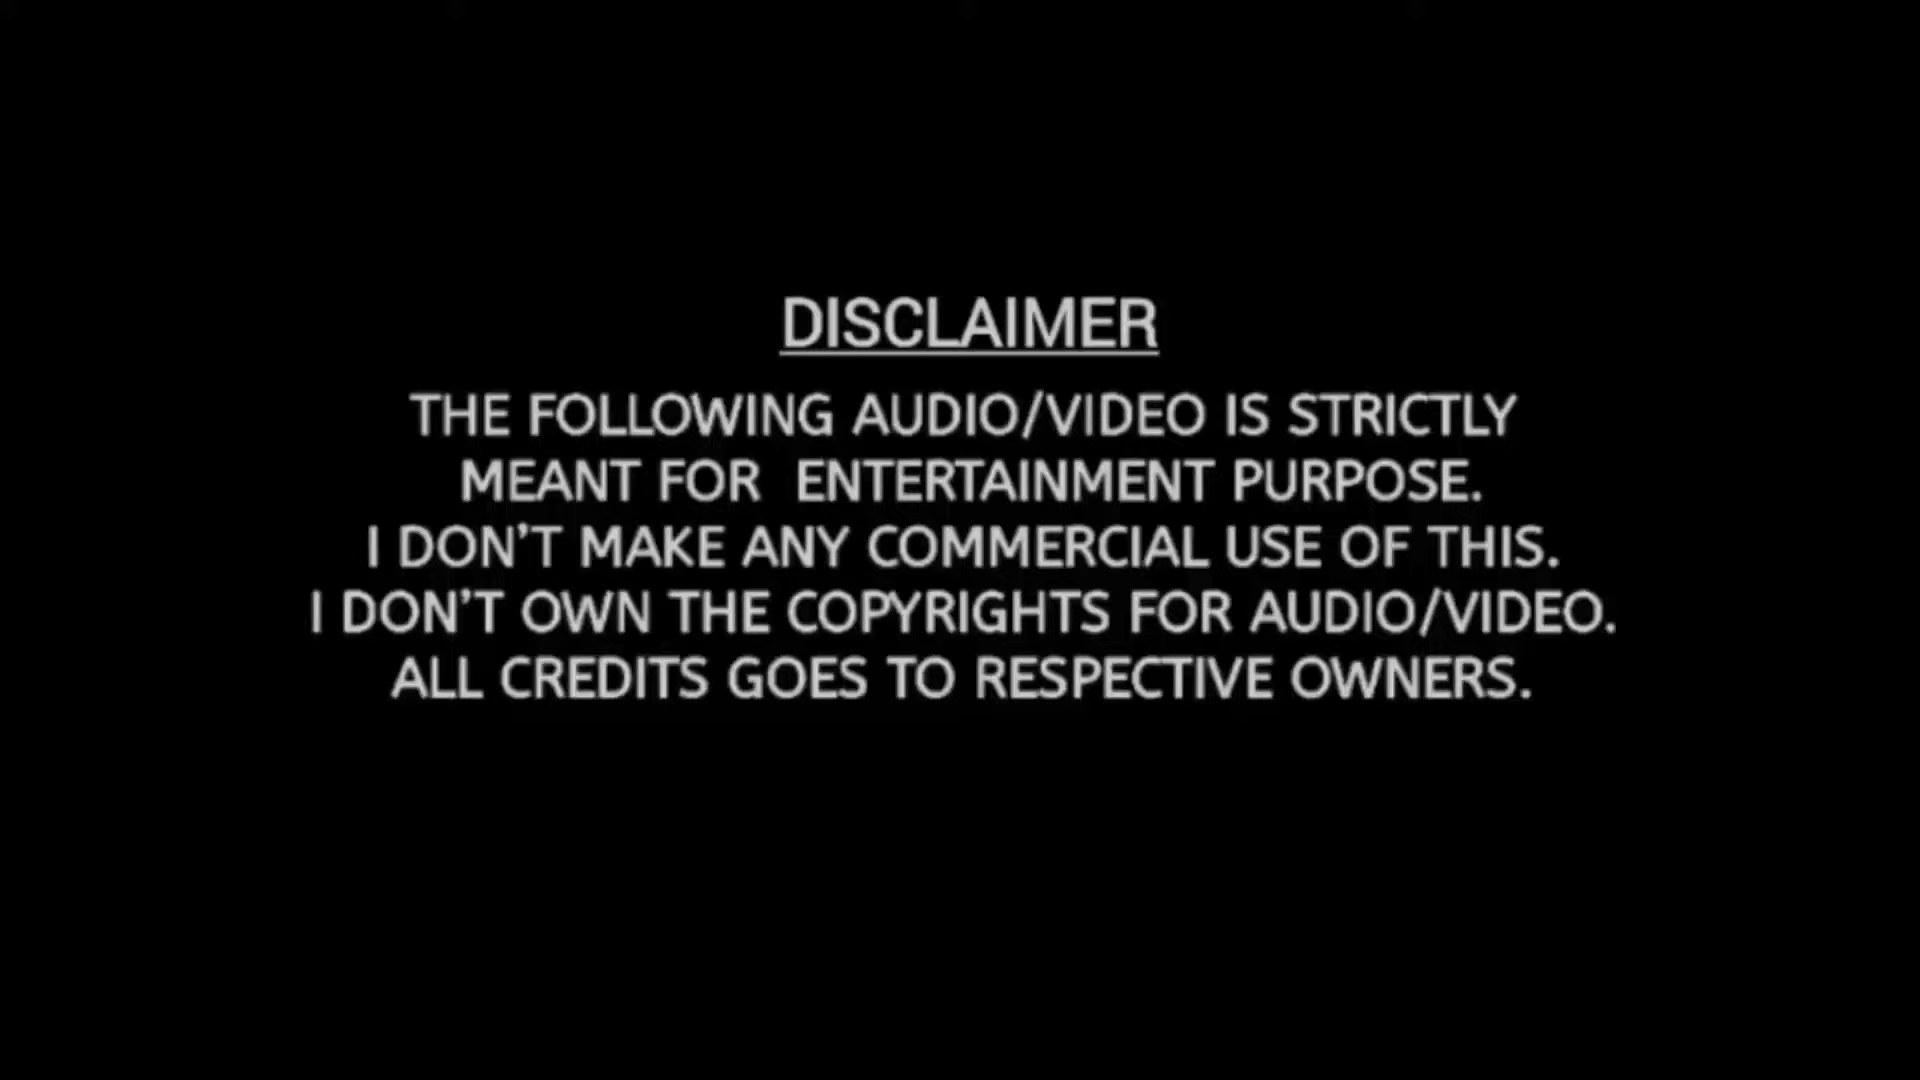 DISCLAIMER
THE FOLLOWING AUDIO/VIDEO IS STRICTLY
MEANT FOR  ENTERTAINMENT PURPOSE.
I DON’T MAKE ANY COMMERCIAL USE OF THIS.
I DON’T OWN THE COPYRIGHTS FOR AUDIO/VIDEO.
ALL CREDITS GOES TO RESPECTIVE OWNERS.